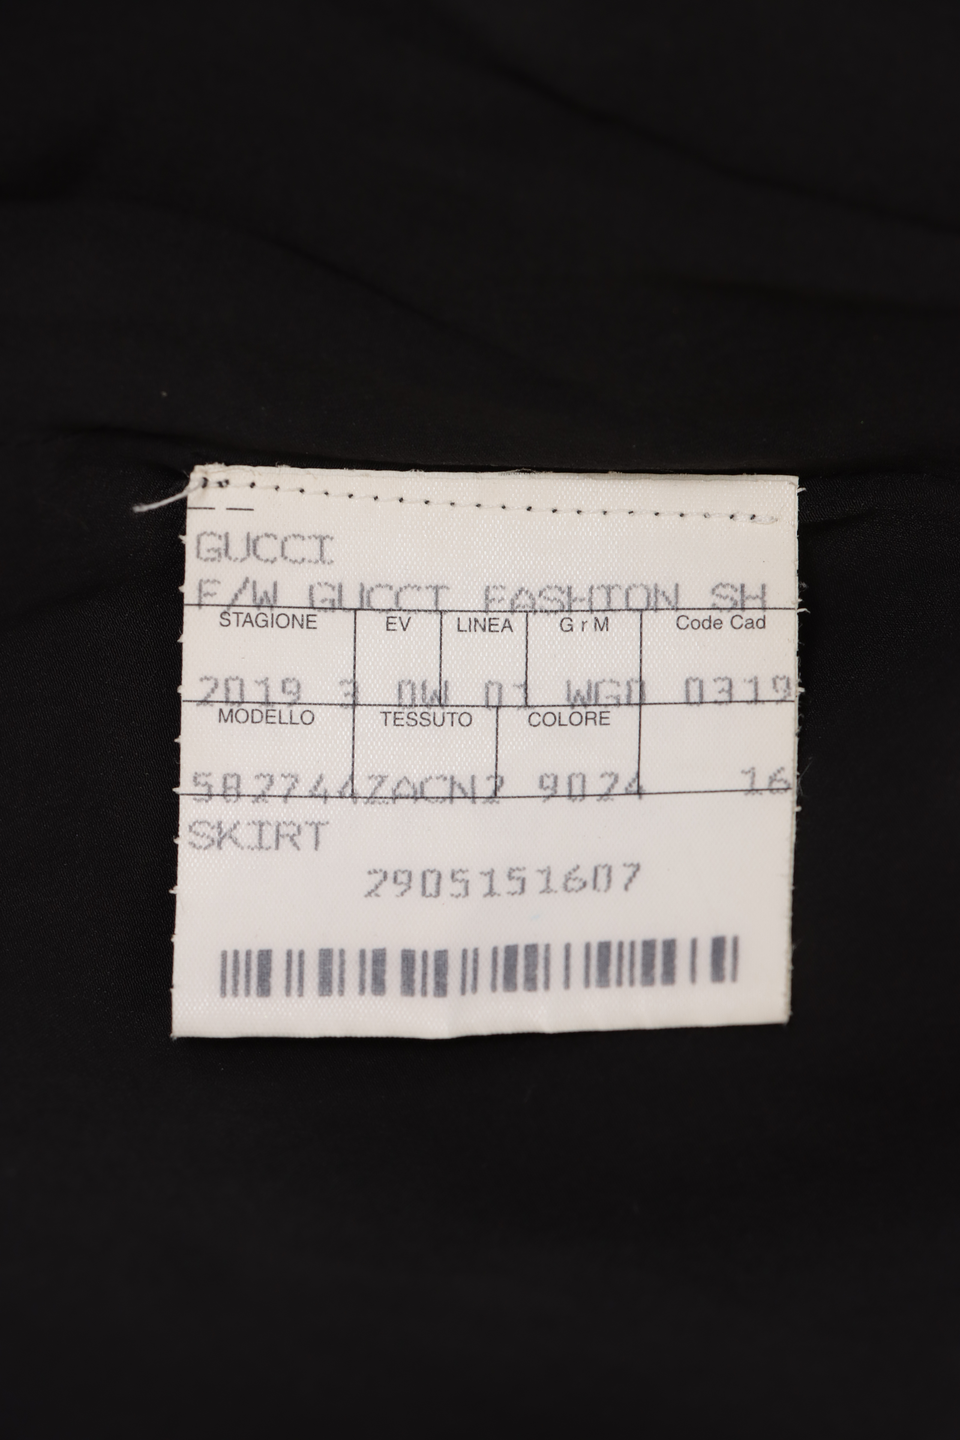 GUCCI
F/W GUCCI FASHION SH
STAGIONE EV LINEA G r M Code Cad
2019 3 0W 01 WG0 0319
MODELLO TESSUTO COLORE
582744ZACN2 9024 16
SKIRT
2905151607